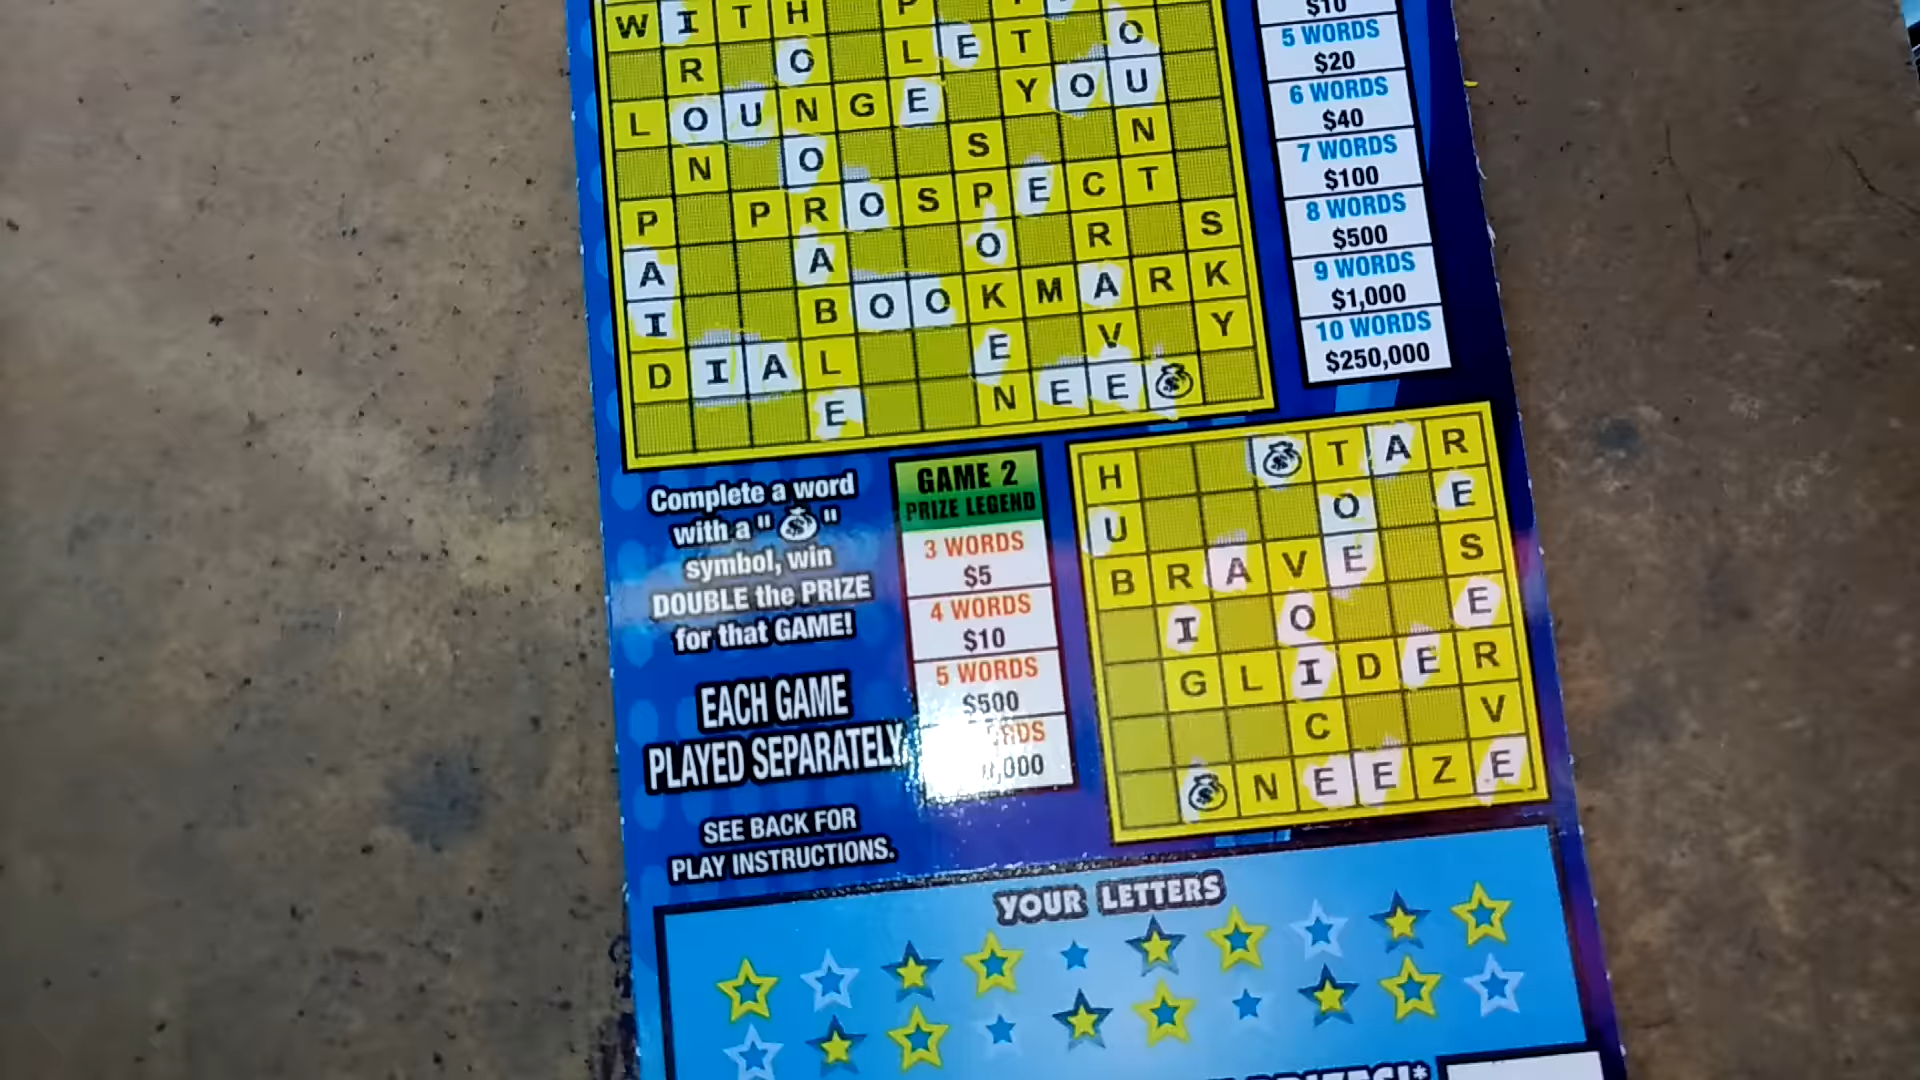 W I T H P
R O L E T O
L O U N G E Y O U
N O S N
P P R O S P E C T
A A O R S
I B O O K M A R K
D I A L E V Y
E N E E
$10
5 WORDS
$20
6 WORDS
$40
7 WORDS
$100
8 WORDS
$500
9 WORDS
$1,000
10 WORDS
$250,000
Complete a word
with a " $ "
symbol, win
DOUBLE the PRIZE
for that GAME!
EACH GAME
PLAYED SEPARATELY
SEE BACK FOR
PLAY INSTRUCTIONS.
GAME 2
PRIZE LEGEND
3 WORDS
$5
4 WORDS
$10
5 WORDS
$500
H T A R
U O E
B R A V E S
I O E
G L I D E R
C V
N E E Z E
YOUR LETTERS